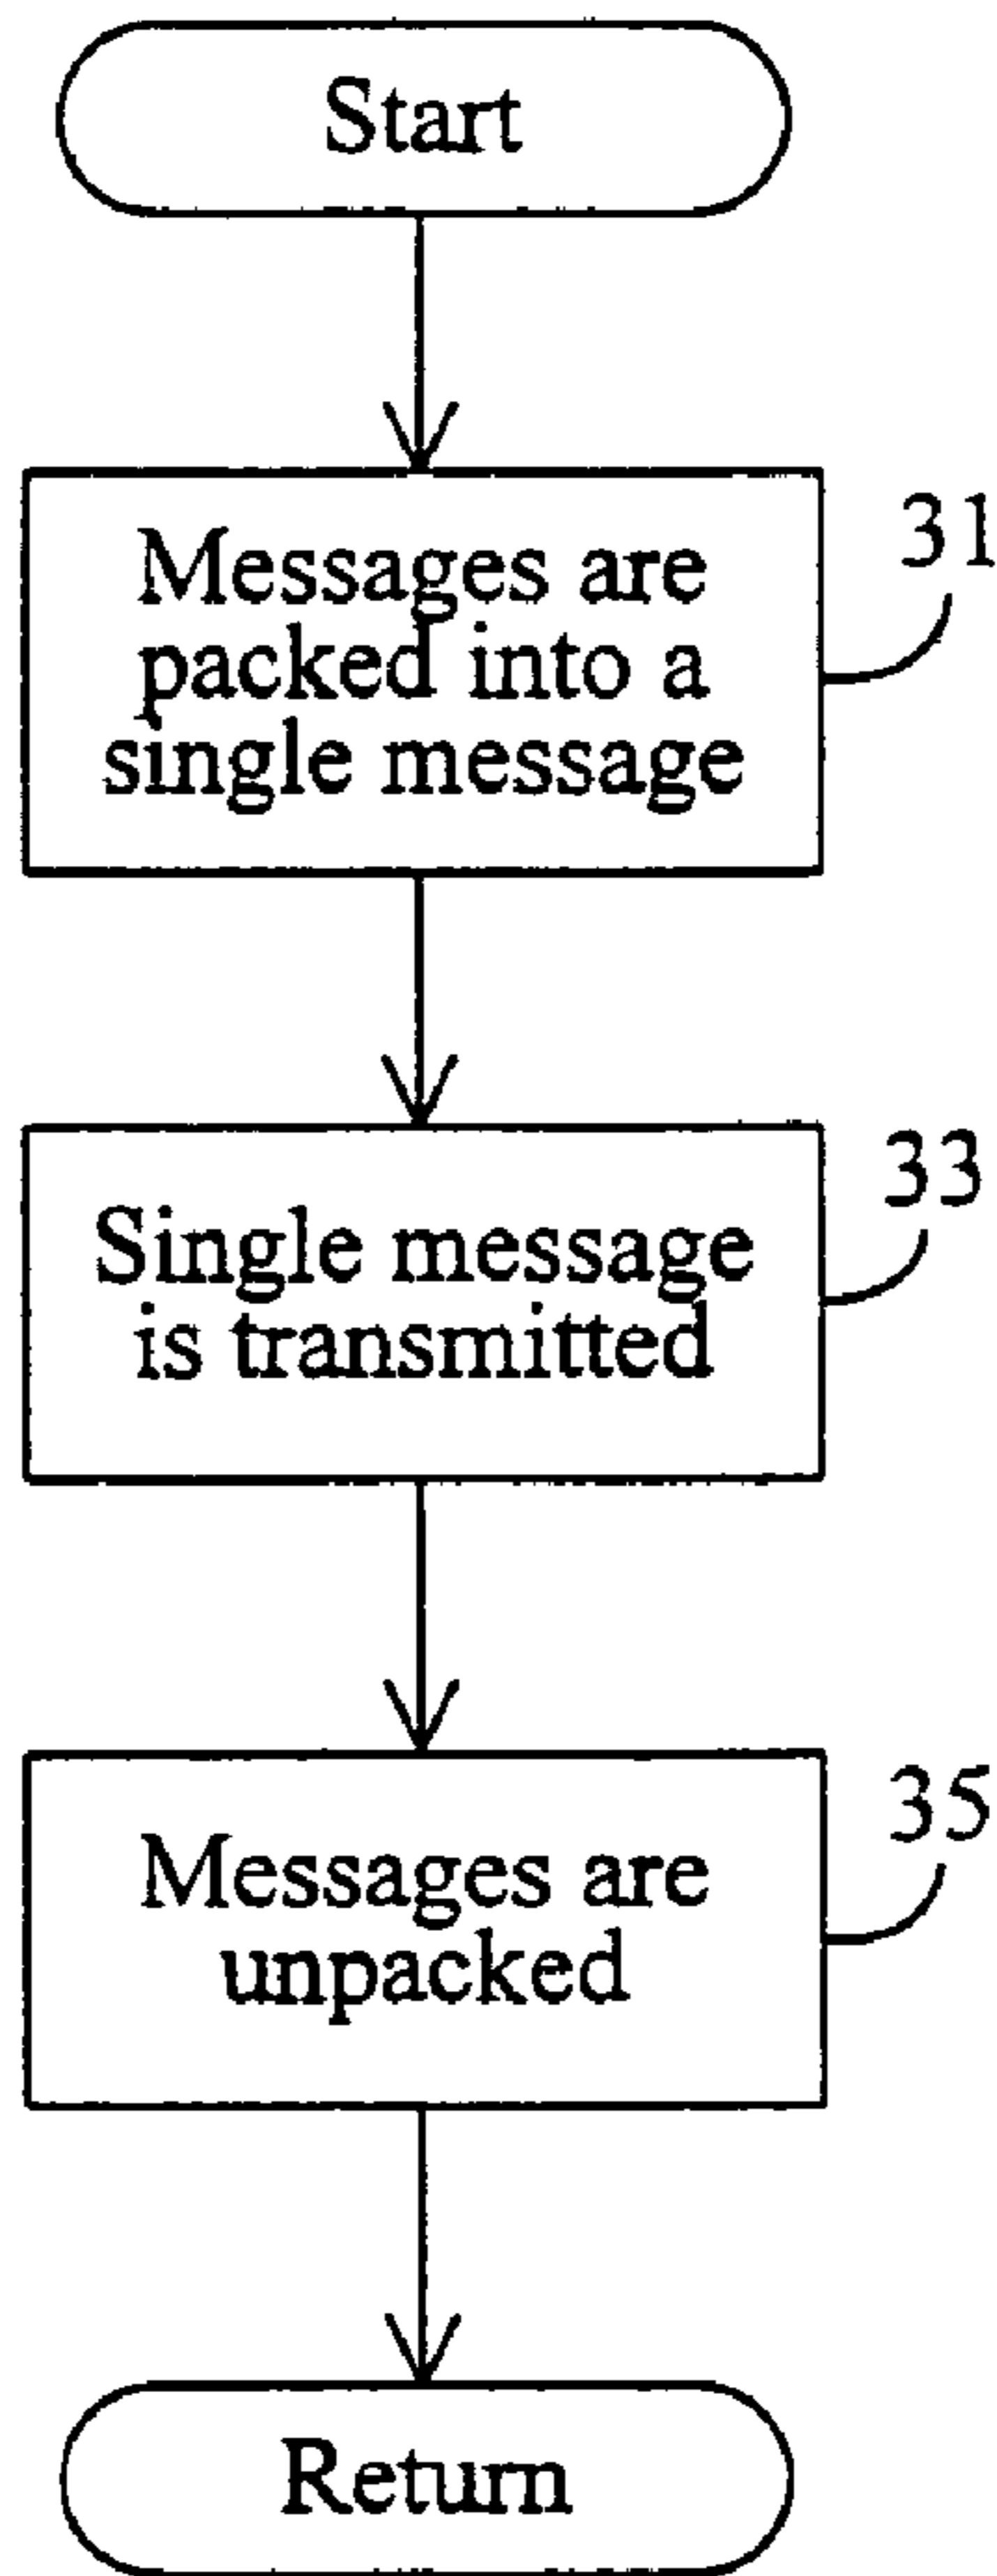 Start
Messages are
packed into a
single message
31
Single message
is transmitted
33
Messages are
unpacked
35
Return